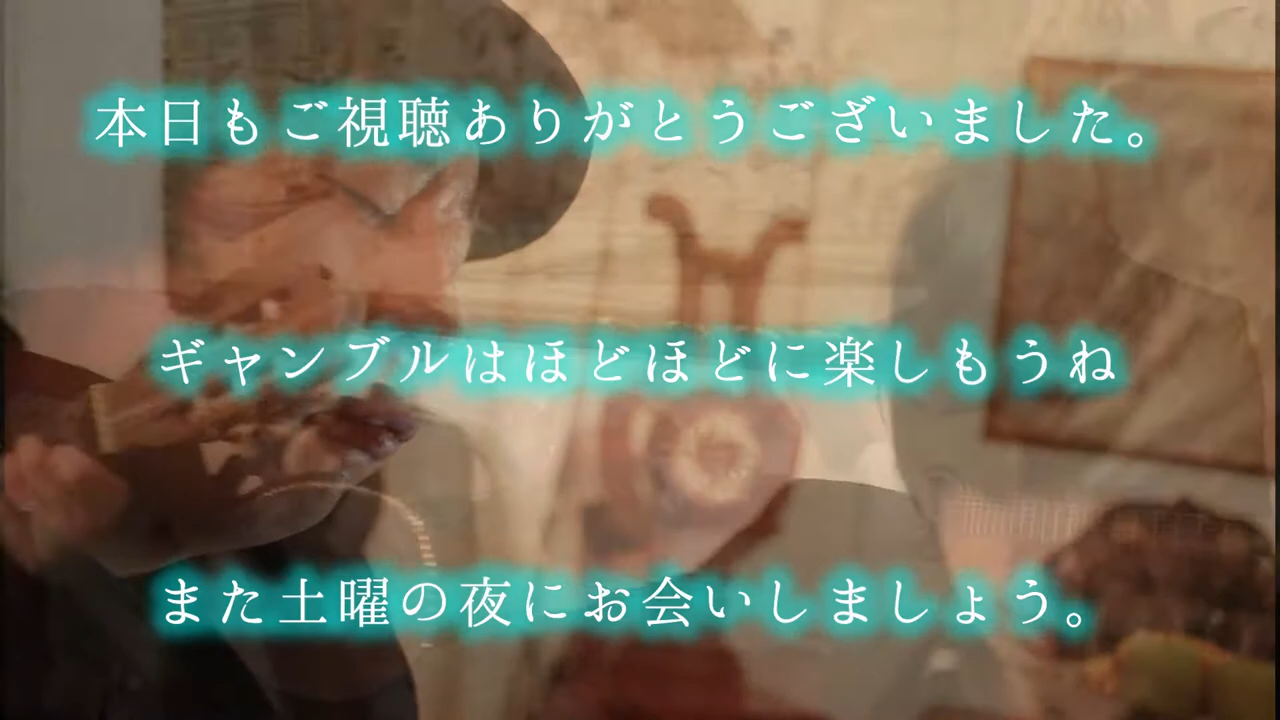 本日もご視聴ありがとうございました。
ギャンブルはほどほどに楽しもうね
また土曜の夜にお会いしましょう。